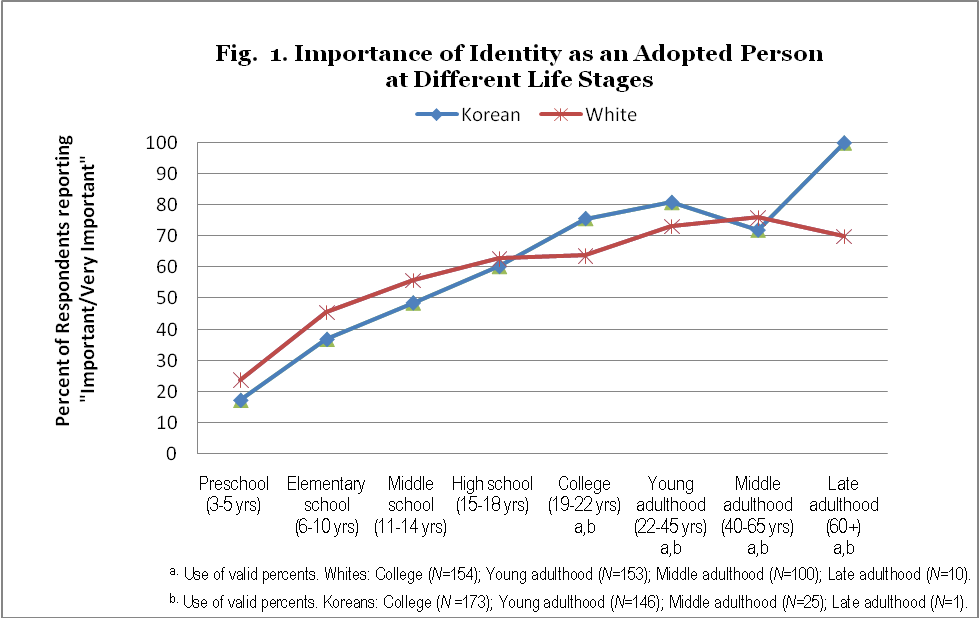 Fig.  1. Importance of Identity as an Adopted Person
at Different Life Stages
Korean White
Percent of Respondents reporting
"Important/Very Important"
100
90
80
70
60
50
40
30
20
10
0
Preschool
(3-5 yrs)
Elementary
school
(6-10 yrs)
Middle
school
(11-14 yrs)
High school
(15-18 yrs)
College
(19-22 yrs)
a,b
Young
adulthood
(22-45 yrs)
a,b
Middle
adulthood
(40-65 yrs)
a,b
Late
adulthood
(60+)
a,b
a. Use of valid percents. Whites: College (N=154); Young adulthood (N=153); Middle adulthood (N=100); Late adulthood (N=10).
b. Use of valid percents. Koreans: College (N =173); Young adulthood (N=146); Middle adulthood (N=25); Late adulthood (N=1).